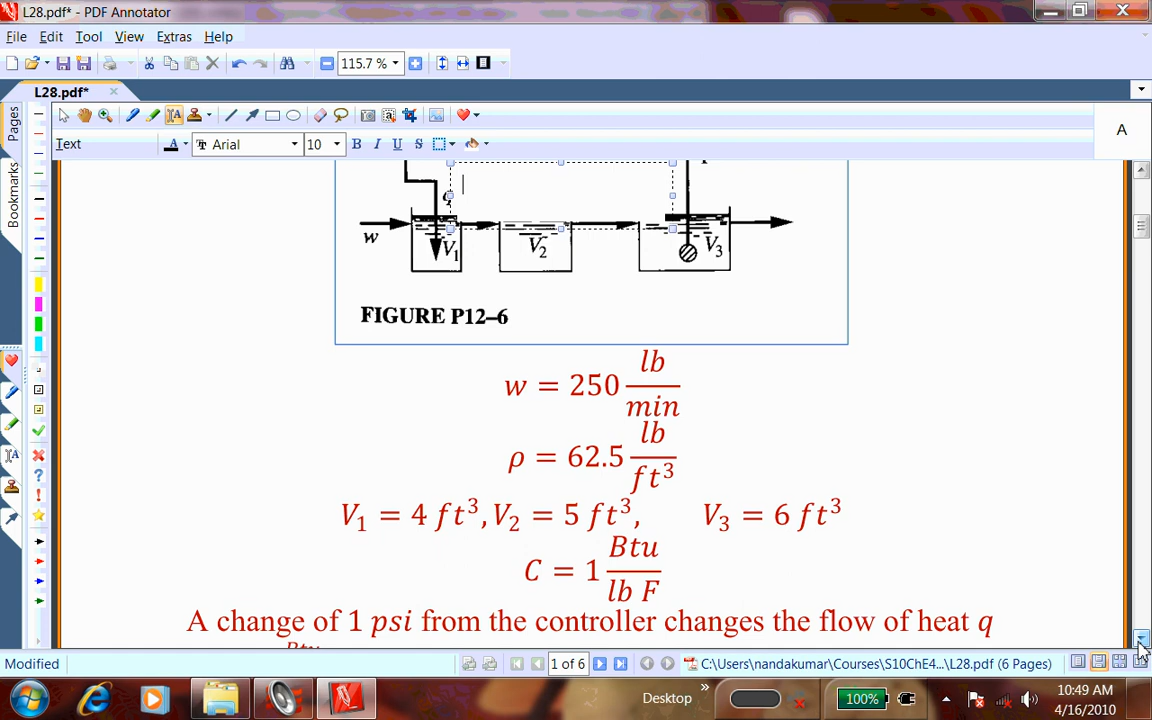 L28.pdf* - PDF Annotator
File Edit Tool View Extras Help
115.7 %
L28.pdf*
Text Arial 10 B I U S
A
Pages
Bookmarks
q
w V1 V2 V3
FIGURE P12–6
w = 250 lb/min
ρ = 62.5 lb/ft³
V₁ = 4 ft³, V₂ = 5 ft³, V₃ = 6 ft³
C = 1 Btu/lb F
A change of 1 psi from the controller changes the flow of heat q
Btu
Modified 1 of 6 C:\Users\nandakumar\Courses\S10ChE4...\L28.pdf (6 Pages)
Desktop » 100% 10:49 AM
4/16/2010